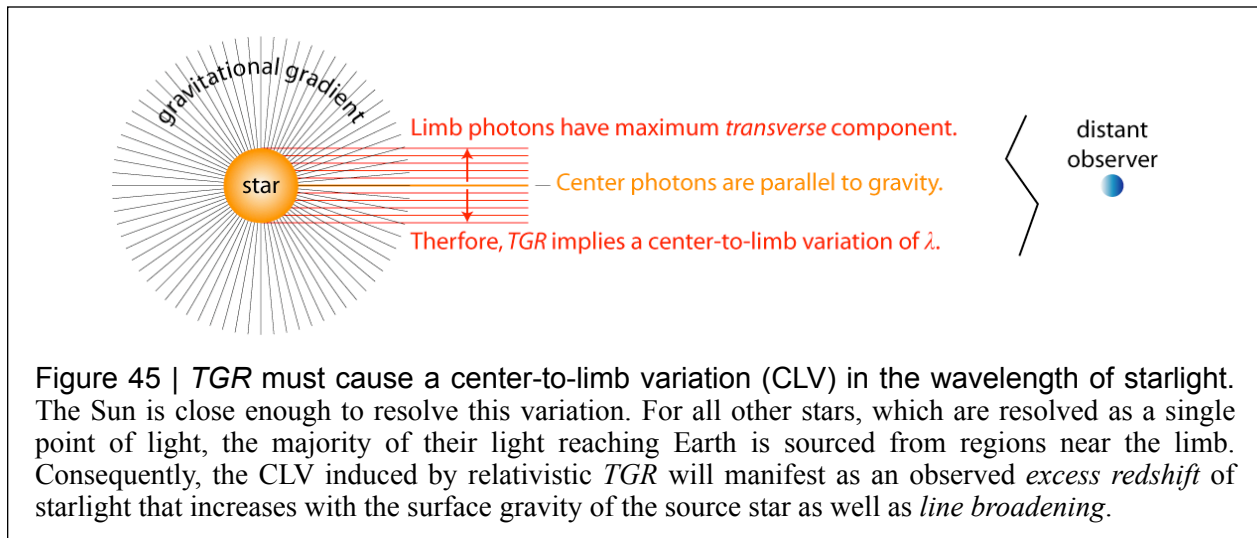 gravitational gradient
Limb photons have maximum transverse component.
star
Center photons are parallel to gravity.
distant
observer
Therfore, TGR implies a center-to-limb variation of λ.
Figure 45 | TGR must cause a center-to-limb variation (CLV) in the wavelength of starlight.
The Sun is close enough to resolve this variation. For all other stars, which are resolved as a single
point of light, the majority of their light reaching Earth is sourced from regions near the limb.
Consequently, the CLV induced by relativistic TGR will manifest as an observed excess redshift of
starlight that increases with the surface gravity of the source star as well as line broadening.